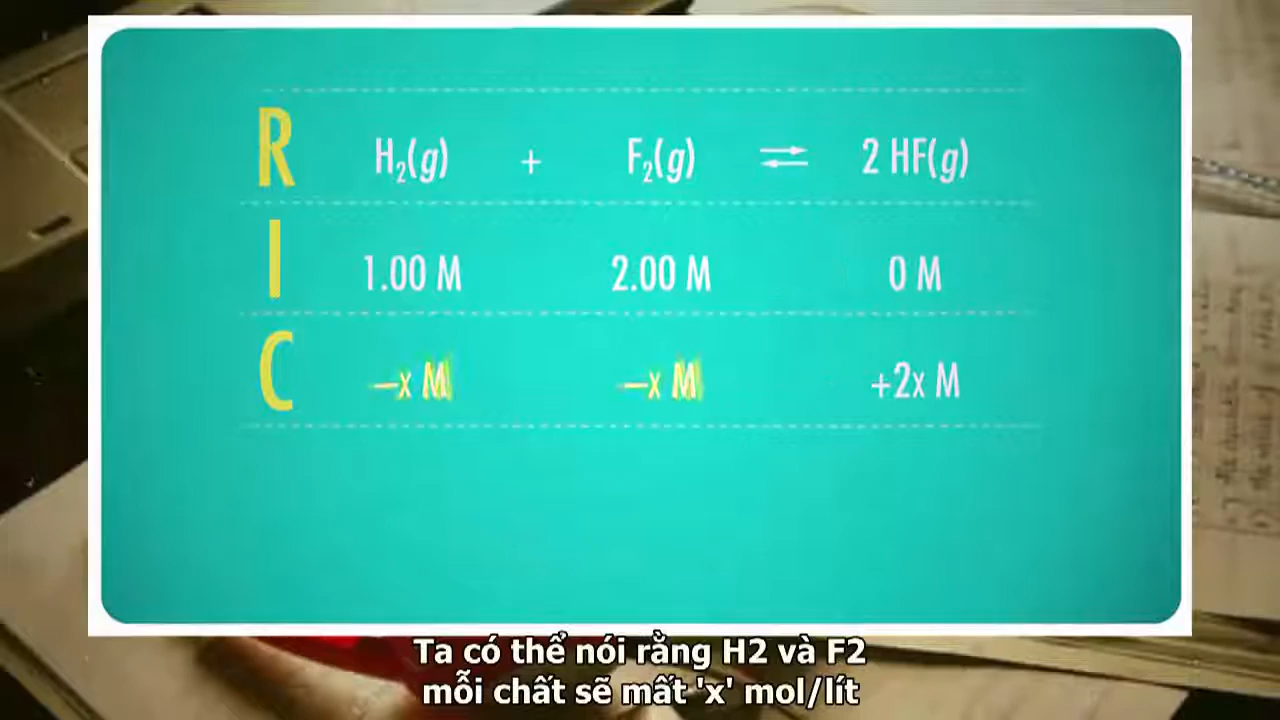 R H₂(g) + F₂(g) ⇌ 2 HF(g)
I 1.00 M 2.00 M 0 M
C –x M –x M +2x M
Ta có thể nói rằng H2 và F2
mỗi chất sẽ mất 'x' mol/lít